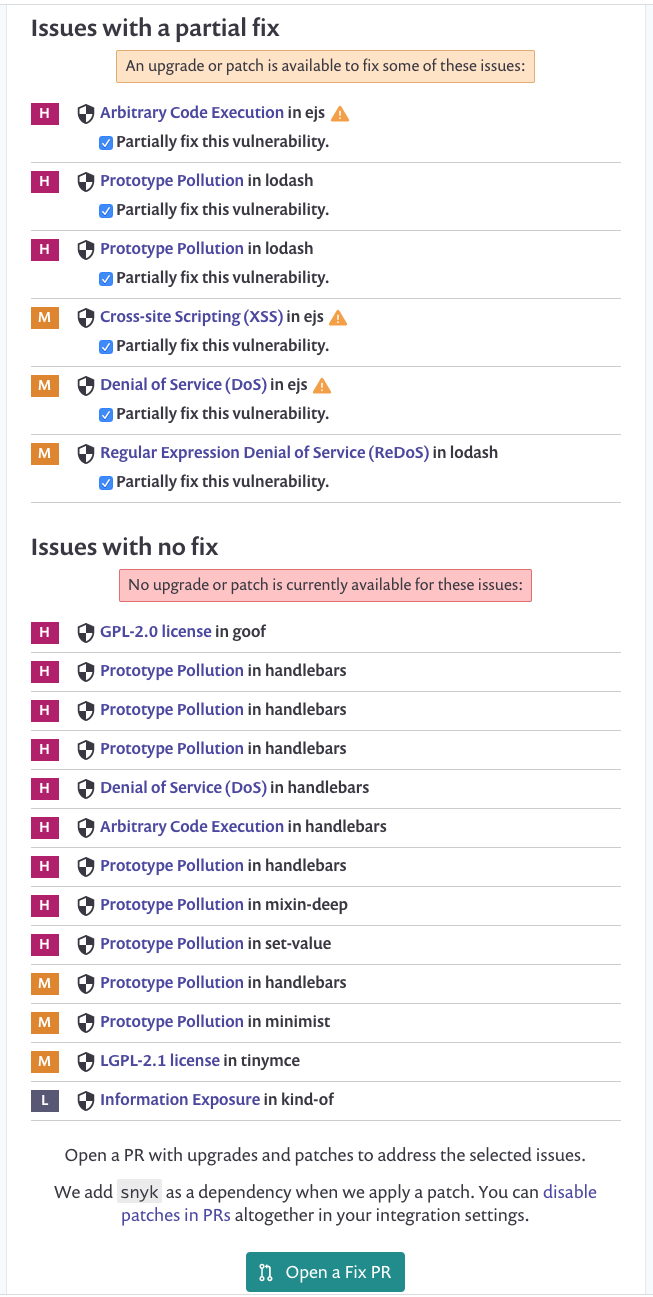 Issues with a partial fix
An upgrade or patch is available to fix some of these issues:
H Arbitrary Code Execution in ejs
Partially fix this vulnerability.
H Prototype Pollution in lodash
Partially fix this vulnerability.
H Prototype Pollution in lodash
Partially fix this vulnerability.
M Cross-site Scripting (XSS) in ejs
Partially fix this vulnerability.
M Denial of Service (DoS) in ejs
Partially fix this vulnerability.
M Regular Expression Denial of Service (ReDoS) in lodash
Partially fix this vulnerability.
Issues with no fix
No upgrade or patch is currently available for these issues:
H GPL-2.0 license in goof
H Prototype Pollution in handlebars
H Prototype Pollution in handlebars
H Prototype Pollution in handlebars
H Denial of Service (DoS) in handlebars
H Arbitrary Code Execution in handlebars
H Prototype Pollution in handlebars
H Prototype Pollution in mixin-deep
H Prototype Pollution in set-value
M Prototype Pollution in handlebars
M Prototype Pollution in minimist
M LGPL-2.1 license in tinymce
L Information Exposure in kind-of
Open a PR with upgrades and patches to address the selected issues.
We add snyk as a dependency when we apply a patch. You can disable
patches in PRs altogether in your integration settings.
Open a Fix PR